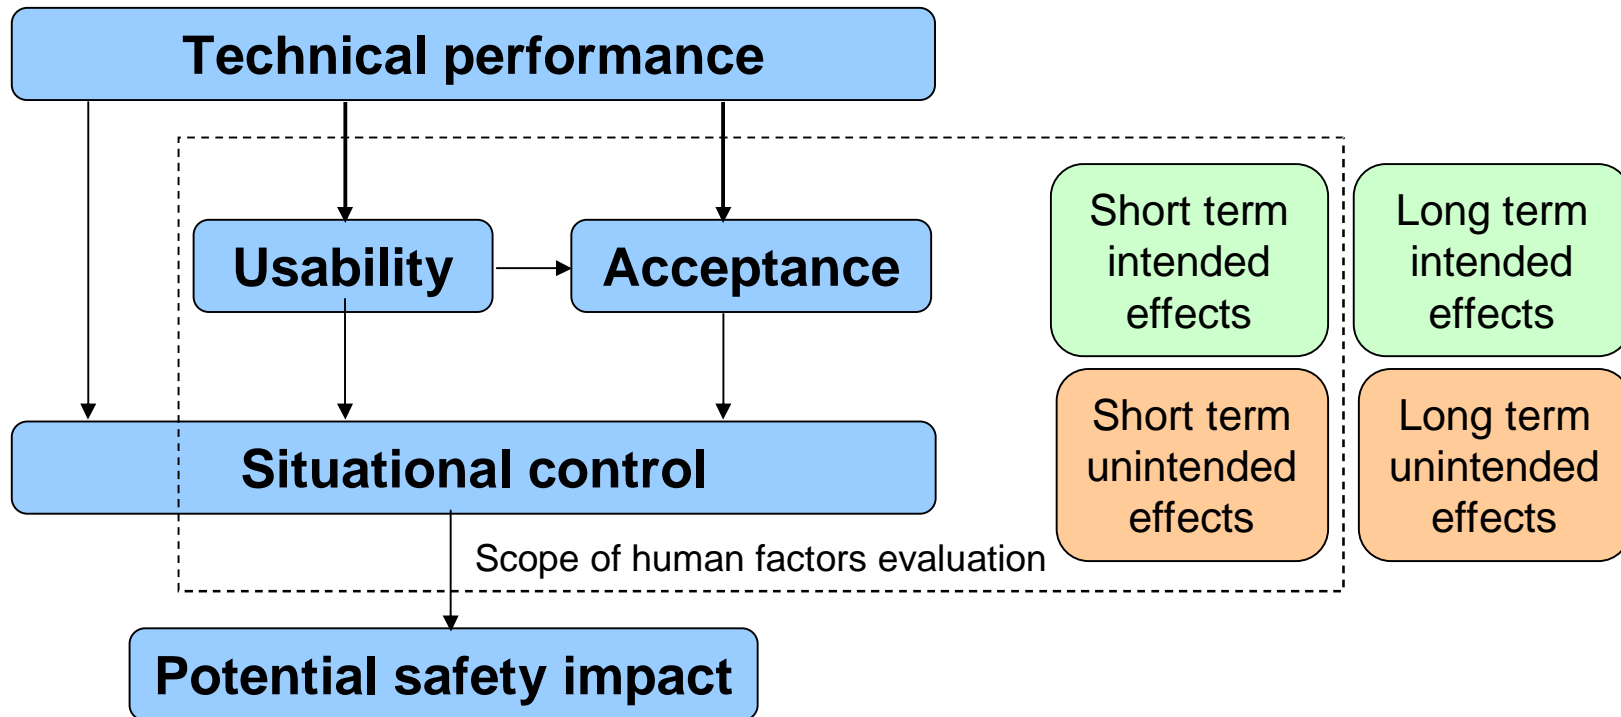 Technical performance
Usability
Acceptance
Short term
intended
effects
Long term
intended
effects
Short term
unintended
effects
Long term
unintended
effects
Situational control
Scope of human factors evaluation
Potential safety impact